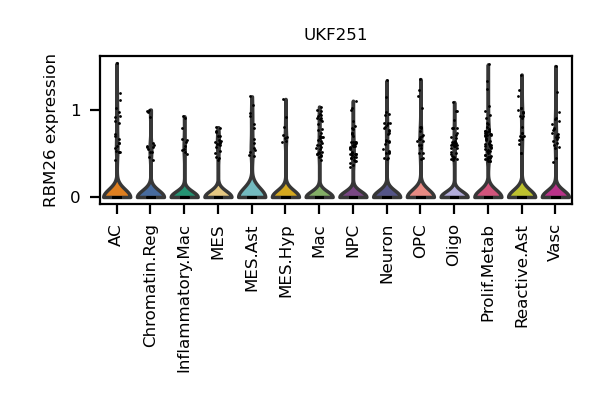 UKF251
RBM26 expression
1
0
AC
Chromatin.Reg
Inflammatory.Mac
MES
MES.Ast
MES.Hyp
Mac
NPC
Neuron
OPC
Oligo
Prolif.Metab
Reactive.Ast
Vasc